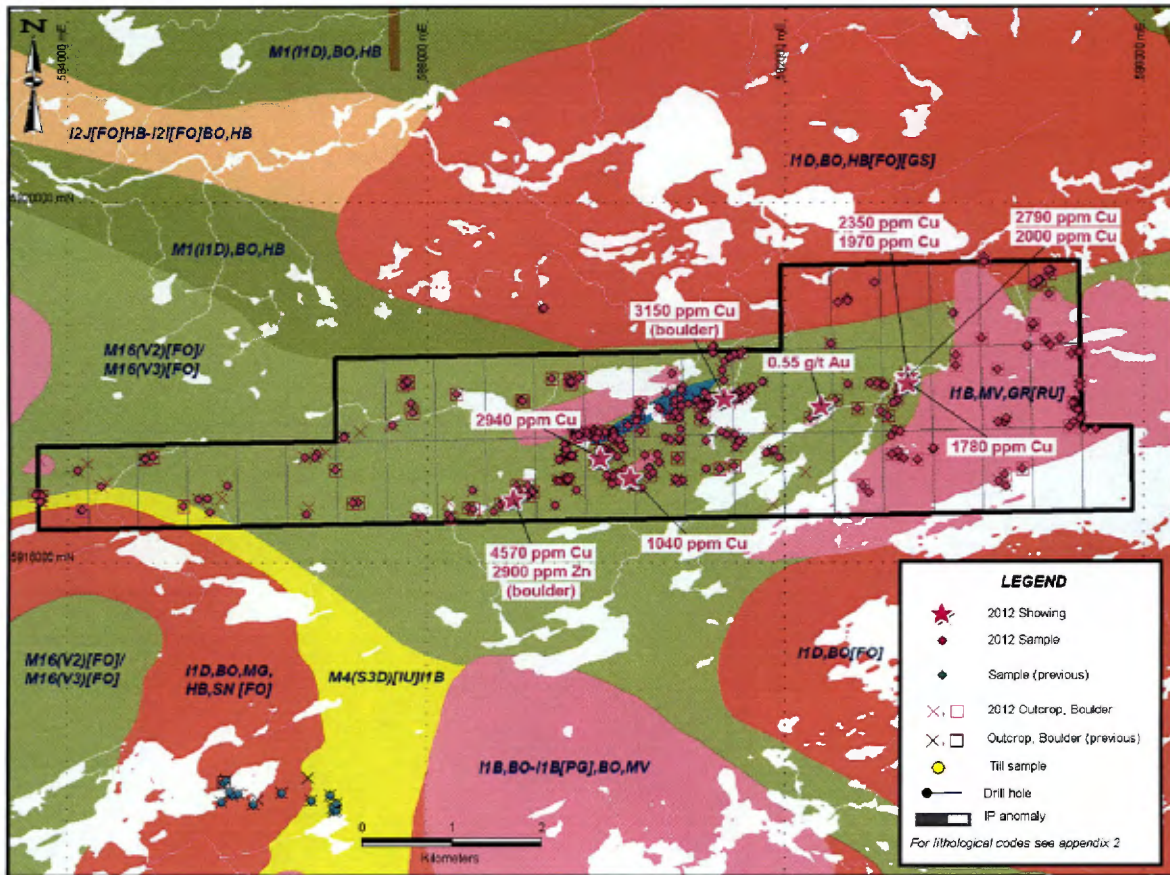 N
584000 mE
588000 mE
M1(I1D),BO,HB
I2J[FO]HB-I2I[FO]BO,HB
I1D,BO,HB[FO][GS]
M1(I1D),BO,HB
2350 ppm Cu
1970 ppm Cu
2790 ppm Cu
2000 ppm Cu
3150 ppm Cu
(boulder)
0.55 g/t Au
M16(V2)[FO]/
M16(V3)[FO]
I1B,MV,GR[RU]
2940 ppm Cu
1780 ppm Cu
1040 ppm Cu
4570 ppm Cu
2900 ppm Zn
(boulder)
5916000 mN
M16(V2)[FO]/
M16(V3)[FO]
I1D,BO,MG,
HB,SN [FO]
M4(S3D)[IU]I1B
I1D,BO[FO]
I1B,BO-I1B[PG],BO,MV
0 1 2
Kilometers
LEGEND
2012 Showing
2012 Sample
Sample (previous)
2012 Outcrop, Boulder
Outcrop, Boulder (previous)
Till sample
Drill hole
IP anomaly
For lithological codes see appendix 2